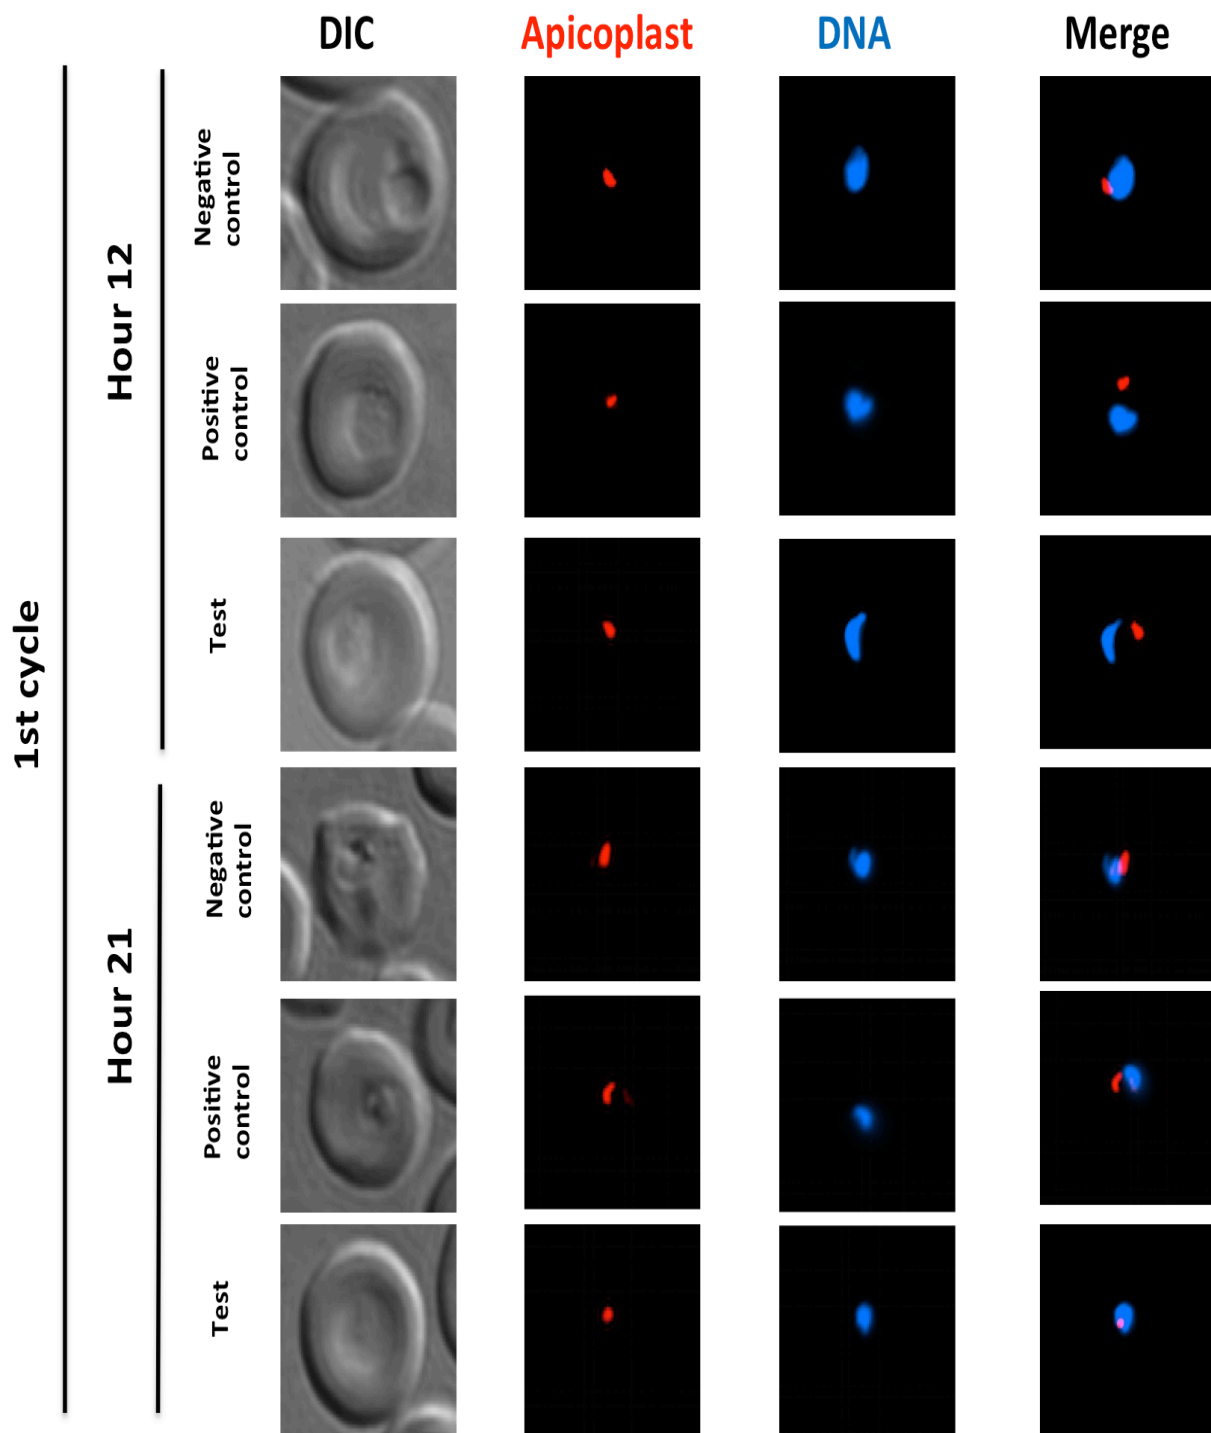 DIC Apicoplast DNA Merge
1st cycle
Hour 12
Negative
control
Positive
control
Test
Hour 21
Negative
control
Positive
control
Test